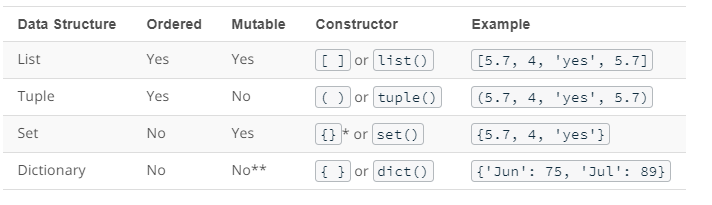 Data Structure Ordered Mutable Constructor Example
List Yes Yes [ ] or list() [5.7, 4, 'yes', 5.7]
Tuple Yes No ( ) or tuple() (5.7, 4, 'yes', 5.7)
Set No Yes {}* or set() {5.7, 4, 'yes'}
Dictionary No No** { } or dict() {'Jun': 75, 'Jul': 89}